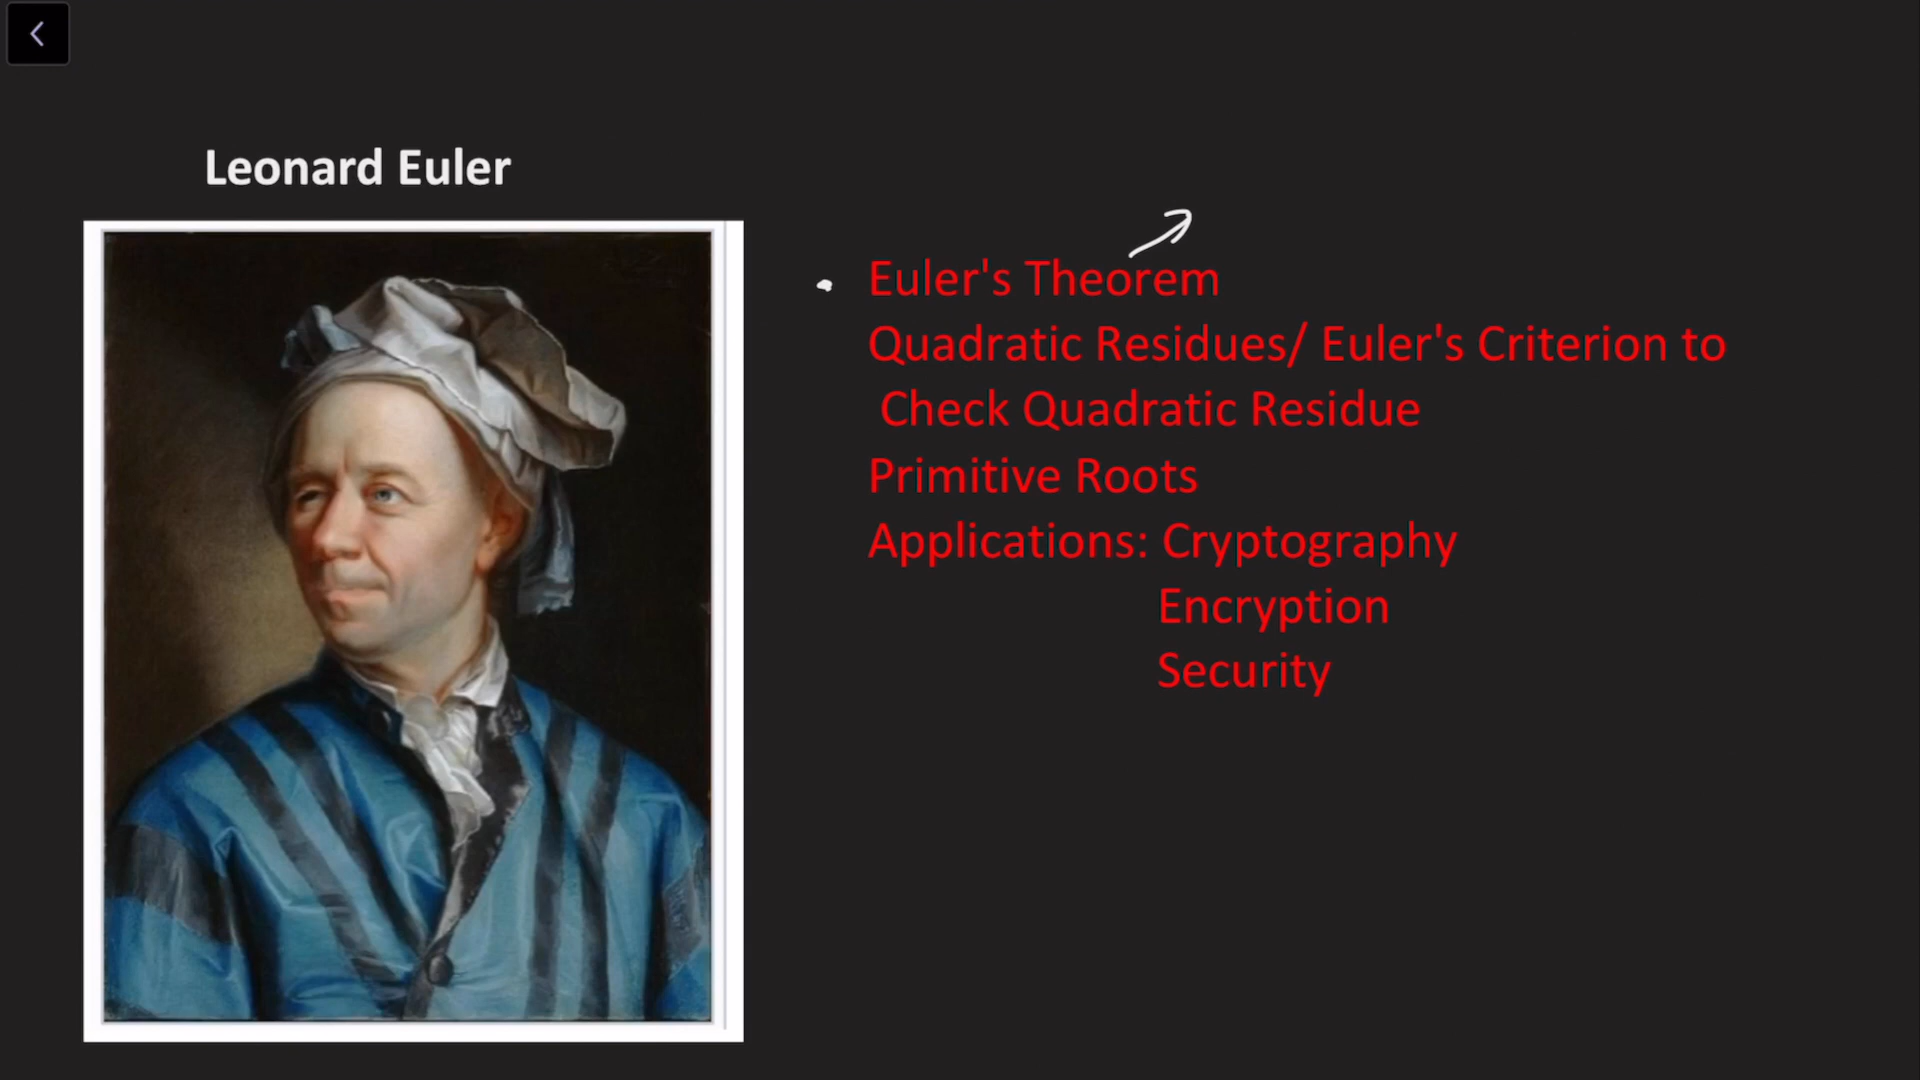 Leonard Euler
Euler's Theorem
Quadratic Residues/ Euler's Criterion to
Check Quadratic Residue
Primitive Roots
Applications: Cryptography
Encryption
Security